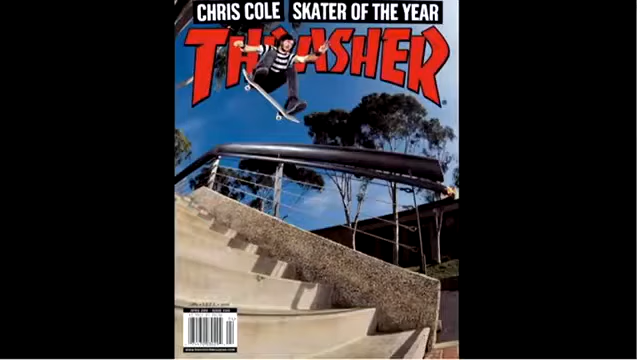 CHRIS COLE SKATER OF THE YEAR
THRASHER